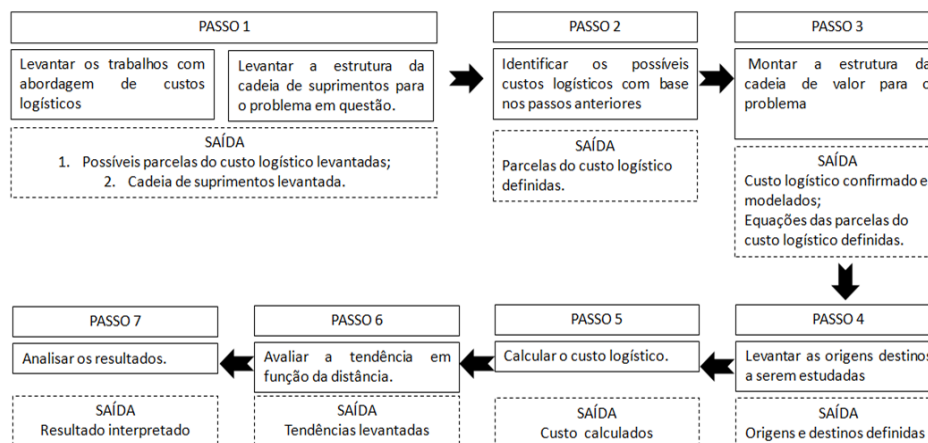 PASSO 1
Levantar os trabalhos com
abordagem de custos
logísticos
Levantar a estrutura da
cadeia de suprimentos para
o problema em questão.
SAÍDA
1. Possíveis parcelas do custo logístico levantadas;
2. Cadeia de suprimentos levantada.
PASSO 2
Identificar os possíveis
custos logísticos com base
nos passos anteriores
SAÍDA
Parcelas do custo logístico
definidas.
PASSO 3
Montar a estrutura da
cadeia de valor para o
problema
SAÍDA
Custo logístico confirmado e
modelados;
Equações das parcelas do
custo logístico definidas.
PASSO 4
Levantar as origens destinos
a serem estudadas
SAÍDA
Origens e destinos definidas
PASSO 5
Calcular o custo logístico.
SAÍDA
Custo calculados
PASSO 6
Avaliar a tendência em
função da distância.
SAÍDA
Tendências levantadas
PASSO 7
Analisar os resultados.
SAÍDA
Resultado interpretado